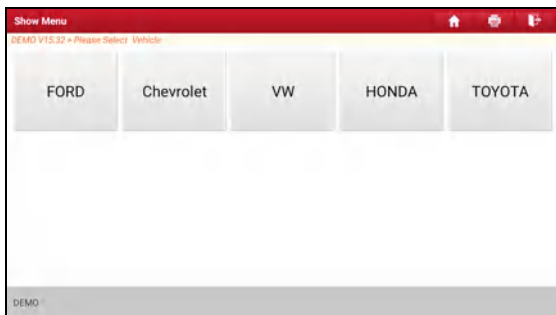 Show Menu
DEMO V15.32 > Please Select Vehicle
FORD Chevrolet VW HONDA TOYOTA
DEMO